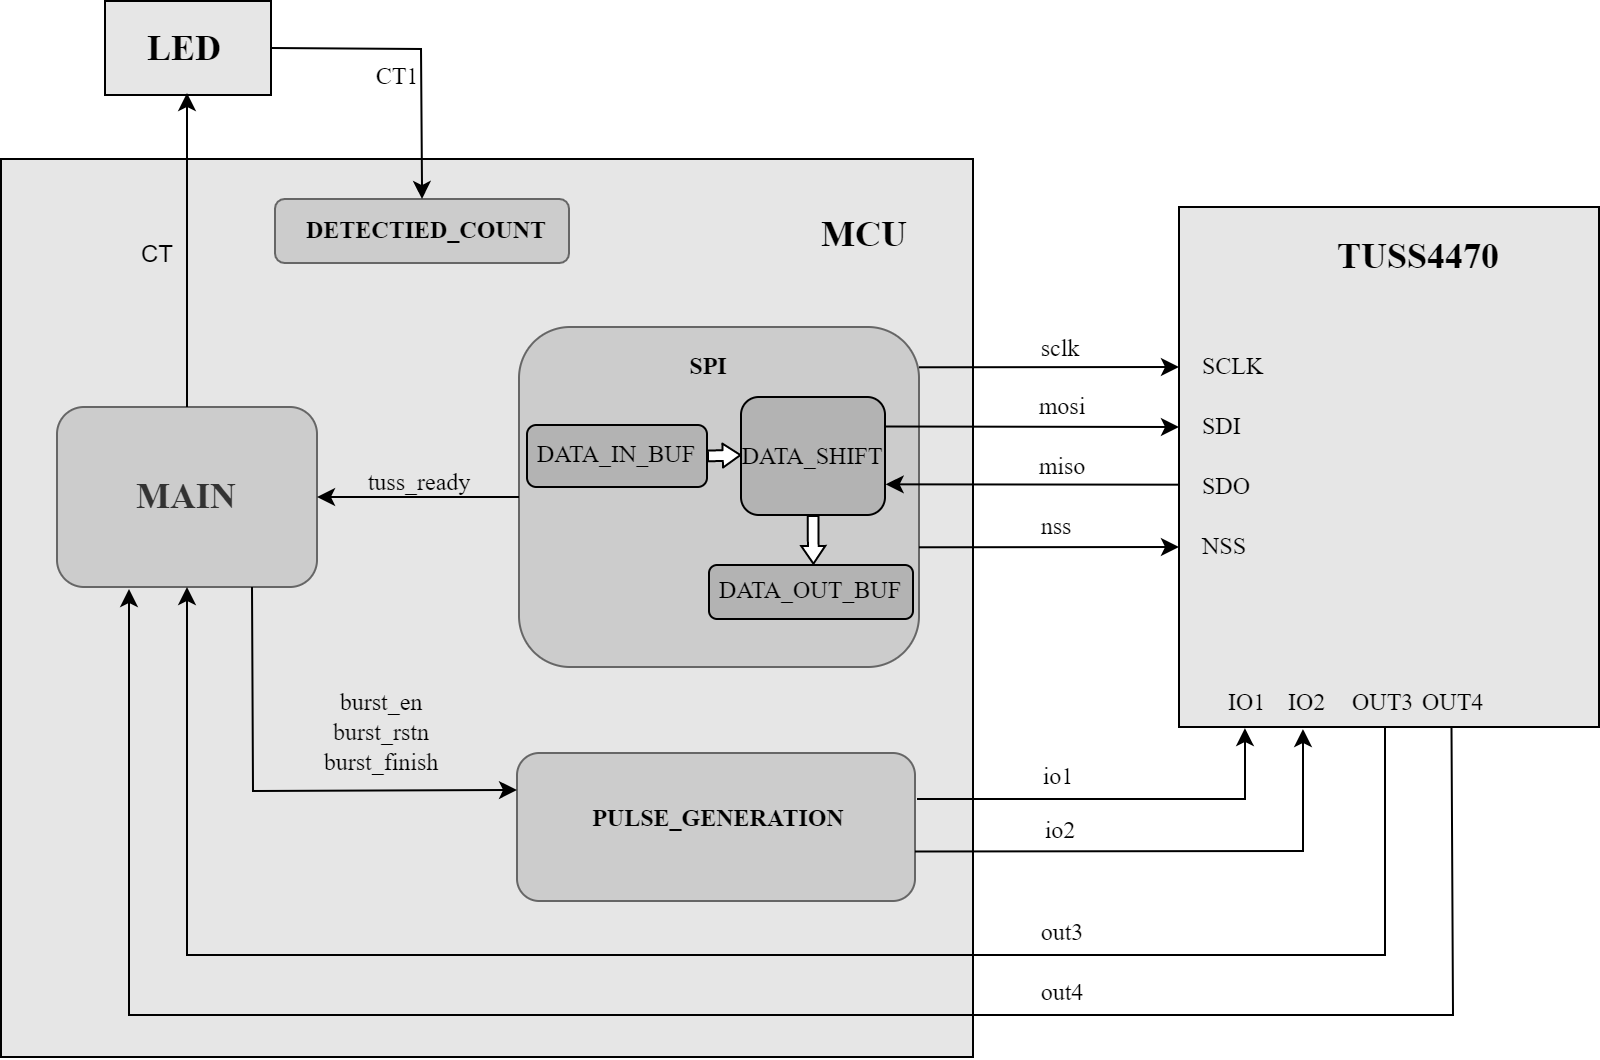 LED
CT1
DETECTIED_COUNT
MCU
CT
TUSS4470
SPI
sclk
SCLK
mosi
SDI
DATA_IN_BUF
DATA_SHIFT
miso
SDO
tuss_ready
MAIN
nss
NSS
DATA_OUT_BUF
burst_en
burst_rstn
burst_finish
IO1 IO2 OUT3 OUT4
io1
PULSE_GENERATION
io2
out3
out4